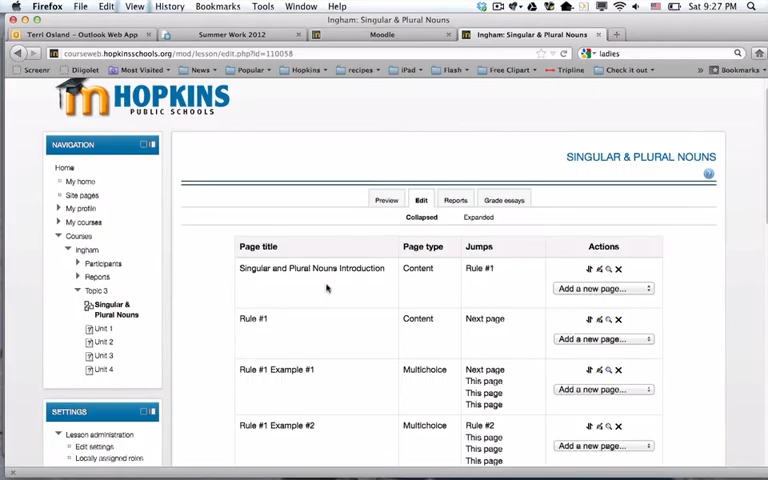 Firefox File Edit View History Bookmarks Tools Window Help Sat 9:27 PM
Ingham: Singular & Plural Nouns
Terri Osland – Outlook Web App Summer Work 2012 Moodle Ingham: Singular & Plural Nouns
courseweb.hopkinsschools.org/mod/lesson/edit.php?id=110058 ladies
Screenr Diigolet Most Visited News Popular Hopkins recipes iPad Flash Free Clipart Tripline Check it out Bookmarks
HOPKINS
PUBLIC SCHOOLS
NAVIGATION
Home
My home
Site pages
My profile
My courses
Courses
Ingham
Participants
Reports
Topic 3
Singular &
Plural Nouns
Unit 1
Unit 2
Unit 3
Unit 4
SETTINGS
Lesson administration
Edit settings
Locally assigned roles
SINGULAR & PLURAL NOUNS
Preview Edit Reports Grade essays
Collapsed Expanded
Page title Page type Jumps Actions
Singular and Plural Nouns Introduction Content Rule #1
Add a new page...
Rule #1 Content Next page
Add a new page...
Rule #1 Example #1 Multichoice Next page
This page
This page
This page
Add a new page...
Rule #1 Example #2 Multichoice Rule #2
This page
This page
This page
Add a new page...